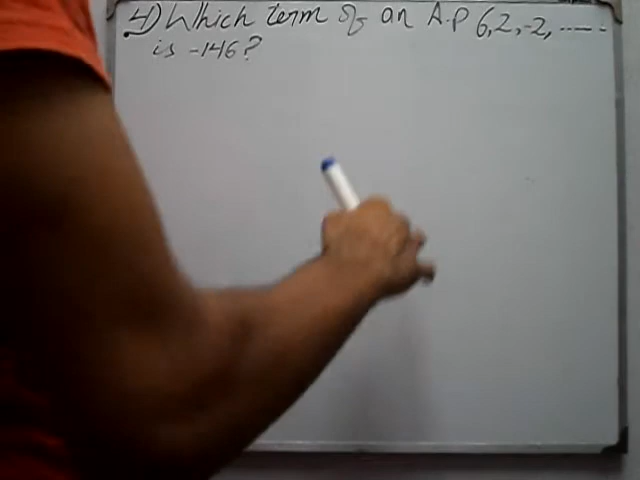 4) Which term of an A.P 6, 2, -2, ........
is -146?